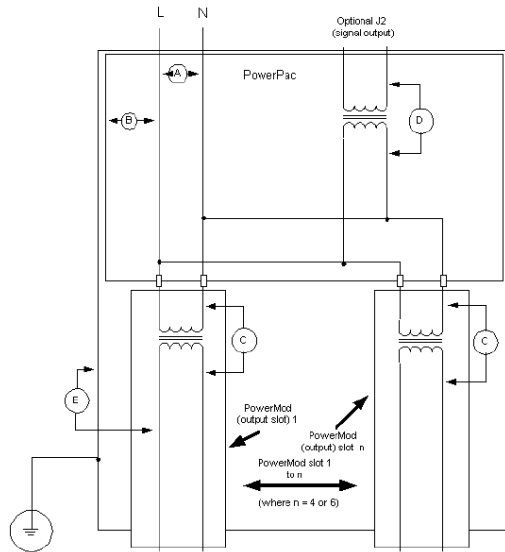 L N
Optional J2
(signal output)
A
PowerPac
B
D
C
C
E
PowerMod
(output slot) 1
PowerMod
(output) slot n
PowerMod slot 1
to n
(where n = 4 or 6)